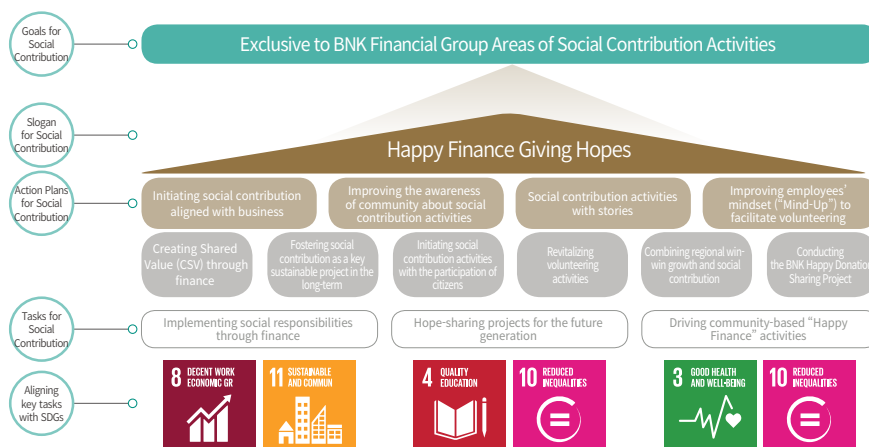 Goals for
Social
Contribution
Exclusive to BNK Financial Group Areas of Social Contribution Activities
Slogan
for Social
Contribution
Happy Finance Giving Hopes
Action Plans
for Social
Contribution
Initiating social contribution
aligned with business
Improving the awareness
of community about social
contribution activities
Social contribution activities
with stories
Improving employees’
mindset (“Mind-Up”) to
facilitate volunteering
Creating Shared
Value (CSV) through
finance
Fostering social
contribution as a key
sustainable project in the
long-term
Initiating social
contribution activities
with the participation of
citizens
Revitalizing
volunteering
activities
Combining regional win-
win growth and social
contribution
Conducting
the BNK Happy Donation
Sharing Project
Tasks for
Social
Contribution
Implementing social responsibilities
through finance
Hope-sharing projects for the future
generation
Driving community-based “Happy
Finance” activities
Aligning
key tasks
with SDGs
8 DECENT WORK
ECONOMIC GR
11 SUSTAINABLE
AND COMMUN
4 QUALITY
EDUCATION
10 REDUCED
INEQUALITIES
3 GOOD HEALTH
AND WELL-BEING
10 REDUCED
INEQUALITIES